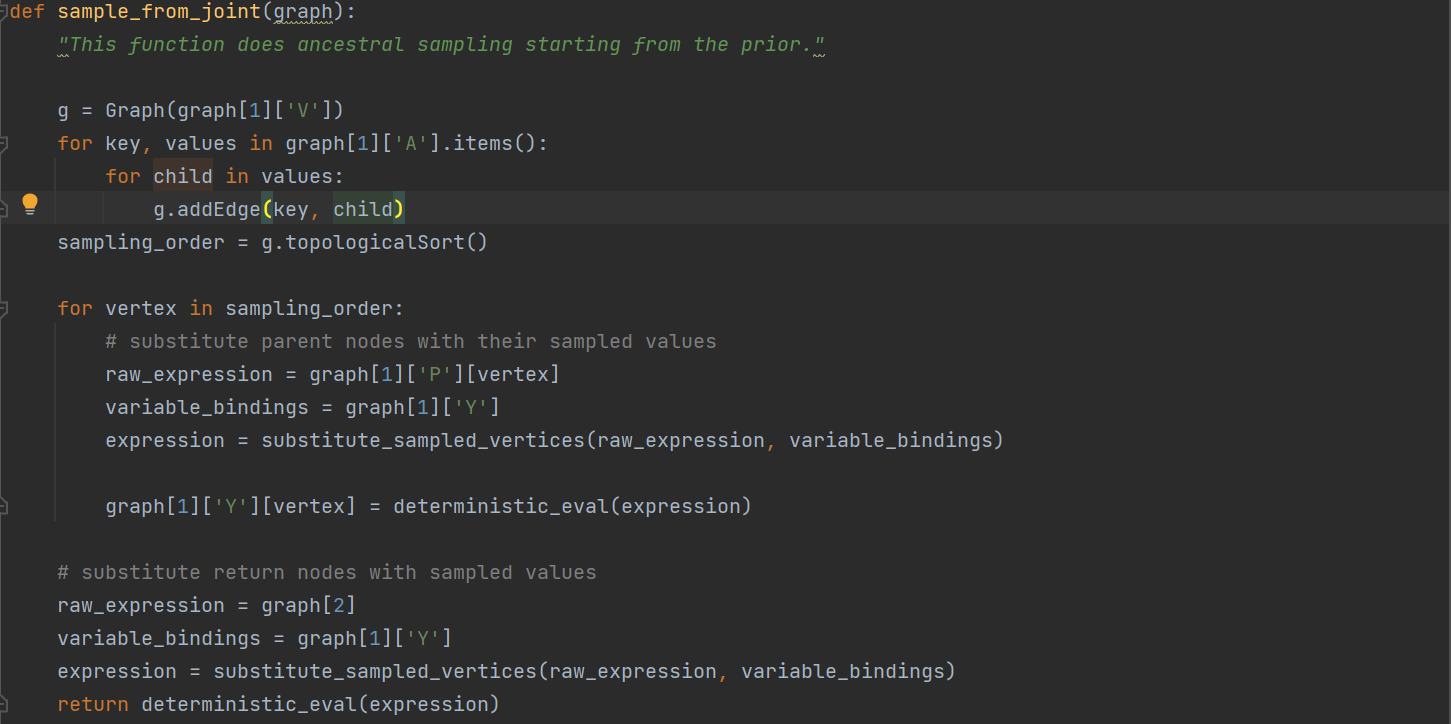 def sample_from_joint(graph):
    "This function does ancestral sampling starting from the prior."
    g = Graph(graph[1]['V'])
    for key, values in graph[1]['A'].items():
        for child in values:
            g.addEdge(key, child)
    sampling_order = g.topologicalSort()
    for vertex in sampling_order:
        # substitute parent nodes with their sampled values
        raw_expression = graph[1]['P'][vertex]
        variable_bindings = graph[1]['Y']
        expression = substitute_sampled_vertices(raw_expression, variable_bindings)
        graph[1]['Y'][vertex] = deterministic_eval(expression)
    # substitute return nodes with sampled values
    raw_expression = graph[2]
    variable_bindings = graph[1]['Y']
    expression = substitute_sampled_vertices(raw_expression, variable_bindings)
    return deterministic_eval(expression)